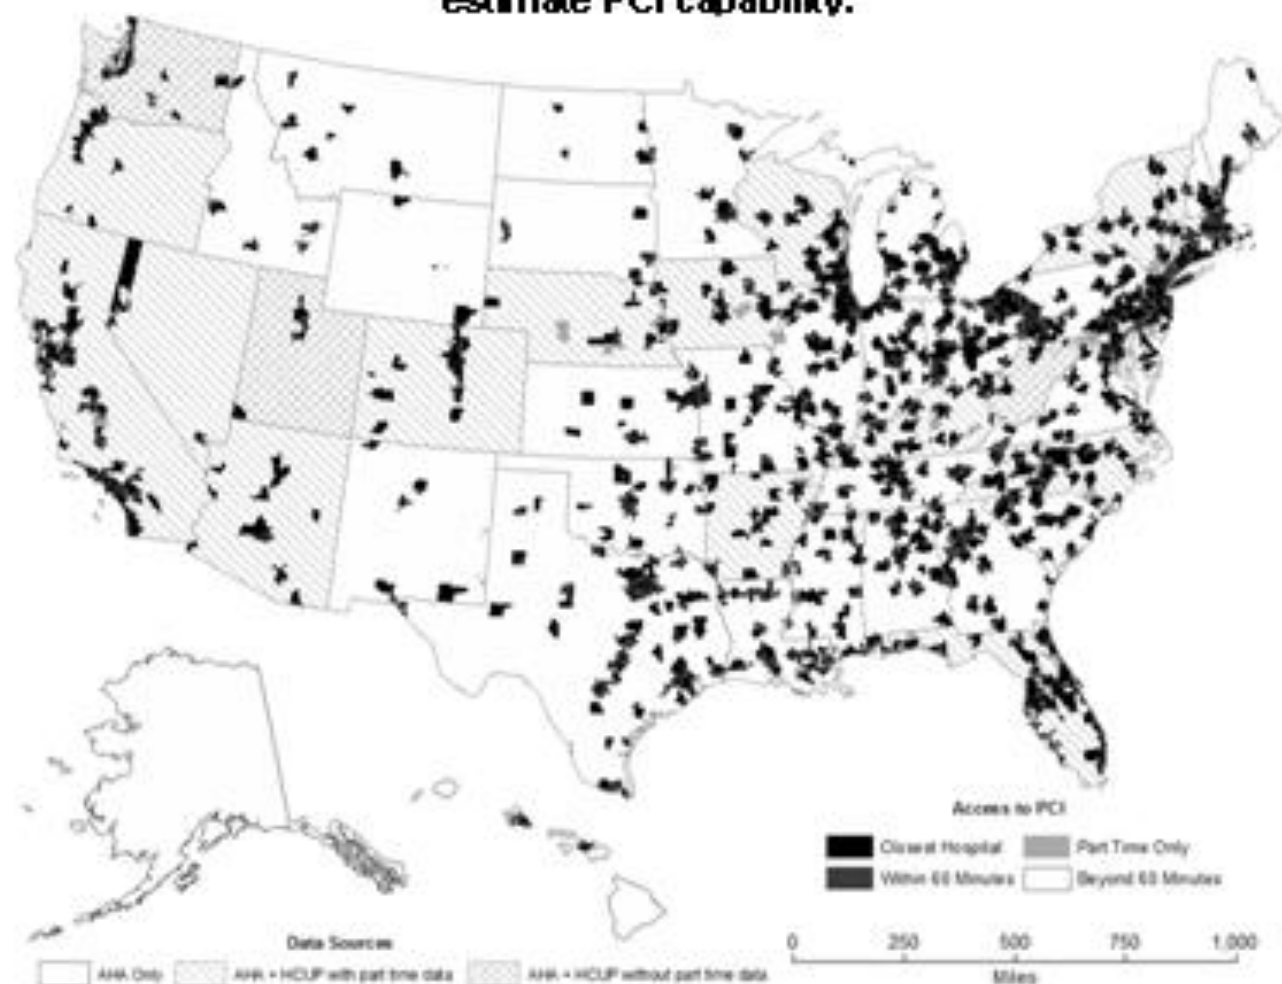 estimate PCI capability.
Access to PCI
Closest Hospital Part Time Only
Within 60 Minutes Beyond 60 Minutes
Data Sources
AHA Only AHA + HCUP with part time data AHA + HCUP without part time data
0 250 500 750 1,000
Miles